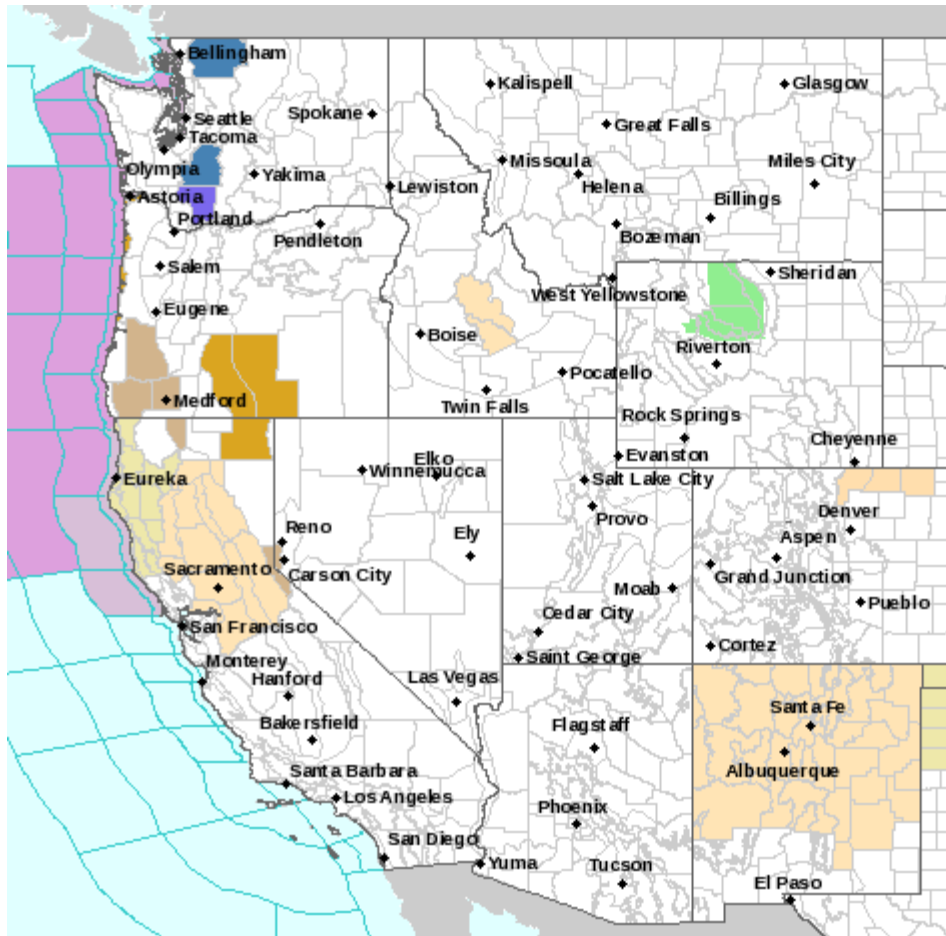 Bellingham
Kalispell
Glasgow
Seattle
Spokane
Great Falls
Tacoma
Olympia
Yakima
Missoula
Miles City
Lewiston
Helena
Astoria
Billings
Portland
Pendleton
Bozeman
Salem
Sheridan
West Yellowstone
Eugene
Boise
Riverton
Pocatello
Medford
Twin Falls
Rock Springs
Cheyenne
Elko
Evanston
Winnemucca
Eureka
Salt Lake City
Denver
Provo
Reno
Ely
Aspen
Sacramento
Carson City
Grand Junction
Moab
Pueblo
Cedar City
San Francisco
Cortez
Saint George
Monterey
Hanford
Las Vegas
Santa Fe
Bakersfield
Flagstaff
Albuquerque
Santa Barbara
Los Angeles
Phoenix
San Diego
Yuma
Tucson
El Paso